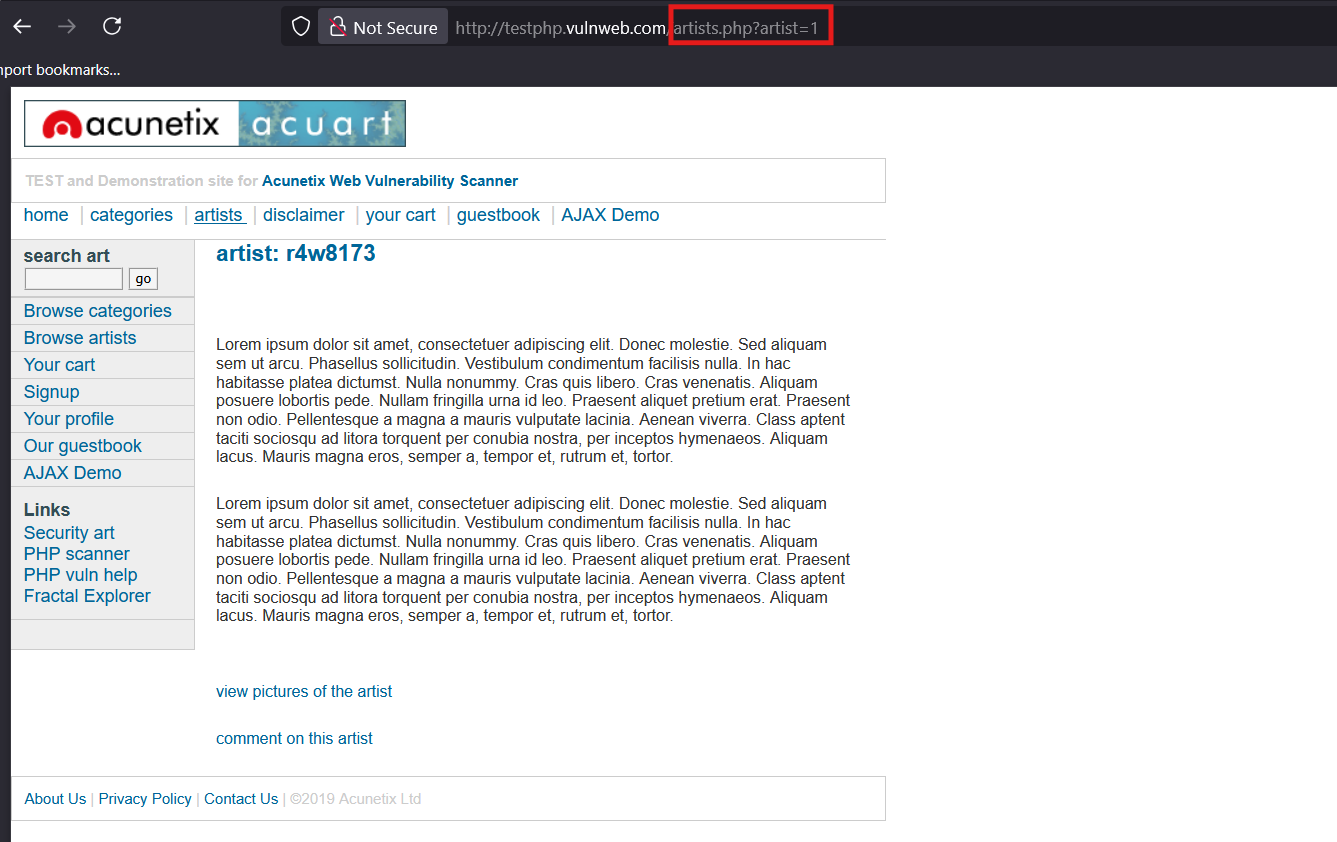 Not Secure http://testphp.vulnweb.com/artists.php?artist=1
nport bookmarks...
acunetix acuart
TEST and Demonstration site for Acunetix Web Vulnerability Scanner
home | categories | artists | disclaimer | your cart | guestbook | AJAX Demo
search art
go
Browse categories
Browse artists
Your cart
Signup
Your profile
Our guestbook
AJAX Demo
Links
Security art
PHP scanner
PHP vuln help
Fractal Explorer
artist: r4w8173
Lorem ipsum dolor sit amet, consectetuer adipiscing elit. Donec molestie. Sed aliquam
sem ut arcu. Phasellus sollicitudin. Vestibulum condimentum facilisis nulla. In hac
habitasse platea dictumst. Nulla nonummy. Cras quis libero. Cras venenatis. Aliquam
posuere lobortis pede. Nullam fringilla urna id leo. Praesent aliquet pretium erat. Praesent
non odio. Pellentesque a magna a mauris vulputate lacinia. Aenean viverra. Class aptent
taciti sociosqu ad litora torquent per conubia nostra, per inceptos hymenaeos. Aliquam
lacus. Mauris magna eros, semper a, tempor et, rutrum et, tortor.
Lorem ipsum dolor sit amet, consectetuer adipiscing elit. Donec molestie. Sed aliquam
sem ut arcu. Phasellus sollicitudin. Vestibulum condimentum facilisis nulla. In hac
habitasse platea dictumst. Nulla nonummy. Cras quis libero. Cras venenatis. Aliquam
posuere lobortis pede. Nullam fringilla urna id leo. Praesent aliquet pretium erat. Praesent
non odio. Pellentesque a magna a mauris vulputate lacinia. Aenean viverra. Class aptent
taciti sociosqu ad litora torquent per conubia nostra, per inceptos hymenaeos. Aliquam
lacus. Mauris magna eros, semper a, tempor et, rutrum et, tortor.
view pictures of the artist
comment on this artist
About Us | Privacy Policy | Contact Us | ©2019 Acunetix Ltd